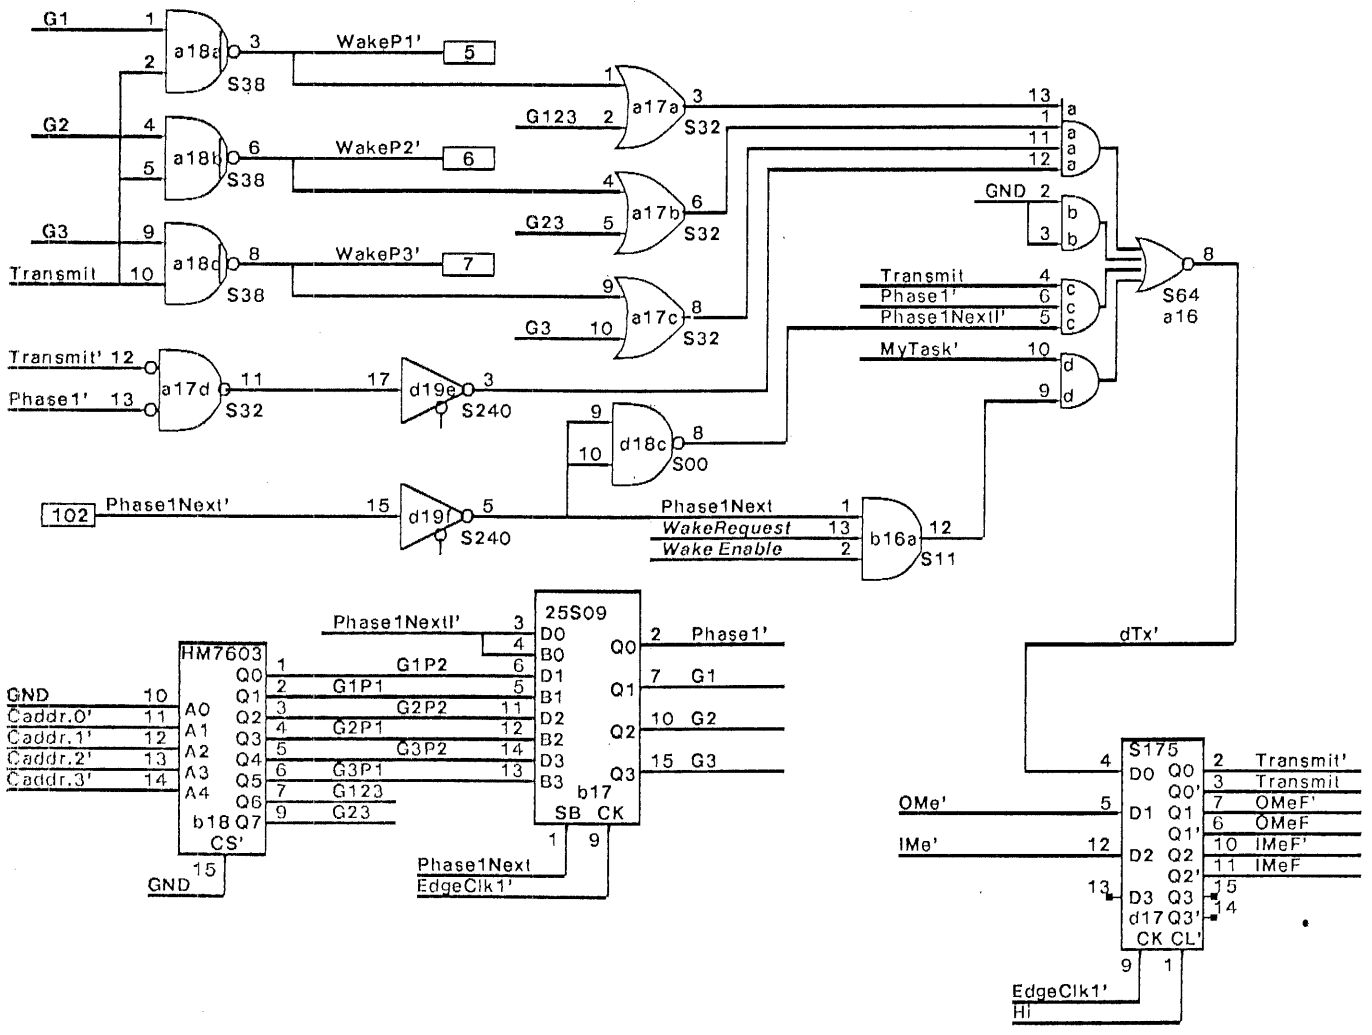 G1 1
2
a18a
3
S38
WakeP1'
5
G2 4
5
a18b
6
S38
WakeP2'
6
G3 9
Transmit 10
8
S38
WakeP3'
7
1
G123 2
a17a
3
S32
4
G23 5
a17b
6
S32
9
G3 10
a17c
8
S32
13
1
11
12
a
a
a
a
GND 2
3
b
b
Transmit 4
Phase1' 6
Phase1NextI' 5
c
c
c
MyTask' 10
9
d
d
8
S64
a16
Transmit' 12
Phase1' 13
a17d
11
S32
17
d19e
3
S240
9
10
d18c
8
S00
102
Phase1Next'
15
d19f
5
S240
Phase1Next 1
WakeRequest 13
Wake Enable 2
b16a
12
S11
dTx'
HM7603
GND 10 A0
Caddr.0' 11 A1
Caddr.1' 12 A2
Caddr.2' 13 A3
Caddr.3' 14 A4
Q0 1 G1P2
Q1 2 G1P1
Q2 3 G2P2
Q3 4 G2P1
Q4 5 G3P2
Q5 6 G3P1
Q6 7 G123
Q7 9 G23
b18
CS'
15
GND
25S09
Phase1NextI' 3 D0
4 B0
6 D1
5 B1
11 D2
12 B2
14 D3
13 B3
Q0 2 Phase1'
Q1 7 G1
Q2 10 G2
Q3 15 G3
b17
SB CK
1 9
Phase1Next
EdgeClk1'
S175
4 D0
OMe' 5 D1
IMe' 12 D2
13 D3
Q0 2 Transmit'
Q0' 3 Transmit
Q1 7 OMeF'
Q1' 6 OMeF
Q2 10 IMeF'
Q2' 11 IMeF
Q3 15
d17 Q3' 14
CK CL'
9 1
EdgeClk1'
Hi